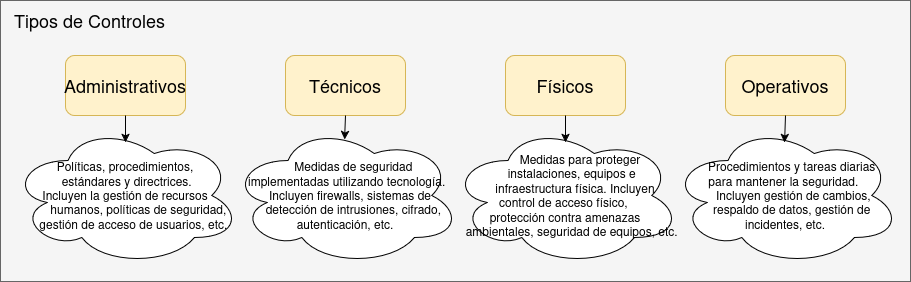 Tipos de Controles
Administrativos
Políticas, procedimientos,
estándares y directrices.
Incluyen la gestión de recursos
humanos, políticas de seguridad,
gestión de acceso de usuarios, etc.
Técnicos
Medidas de seguridad
implementadas utilizando tecnología.
Incluyen firewalls, sistemas de
detección de intrusiones, cifrado,
autenticación, etc.
Físicos
Medidas para proteger
instalaciones, equipos e
infraestructura física. Incluyen
control de acceso físico,
protección contra amenazas
ambientales, seguridad de equipos, etc.
Operativos
Procedimientos y tareas diarias
para mantener la seguridad.
Incluyen gestión de cambios,
respaldo de datos, gestión de
incidentes, etc.